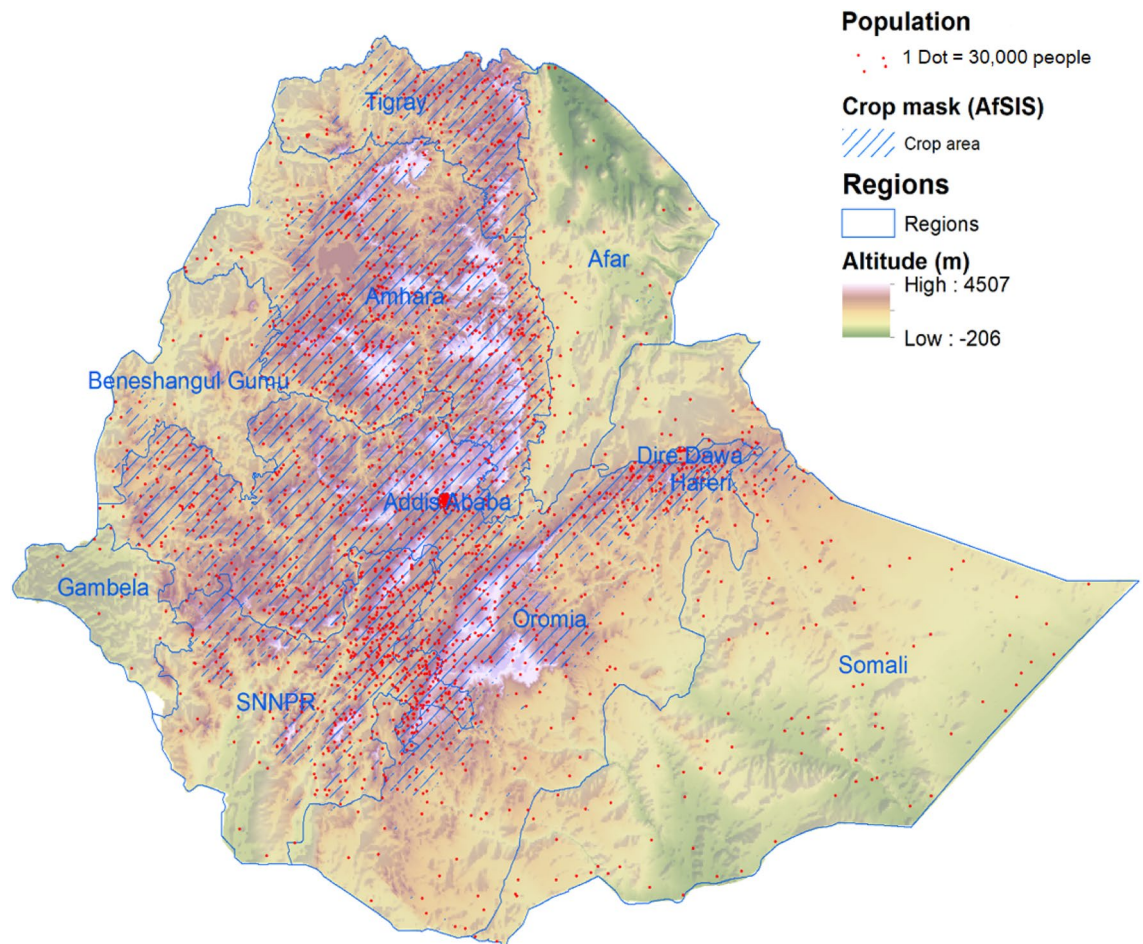 Population
1 Dot = 30,000 people
Crop mask (AfSIS)
Crop area
Regions
Regions
Altitude (m)
High : 4507
Low : -206
Tigray
Afar
Amhara
Beneshangul Gumu
Dire Dawa
Hareri
Addis Ababa
Gambela
Oromia
Somali
SNNPR